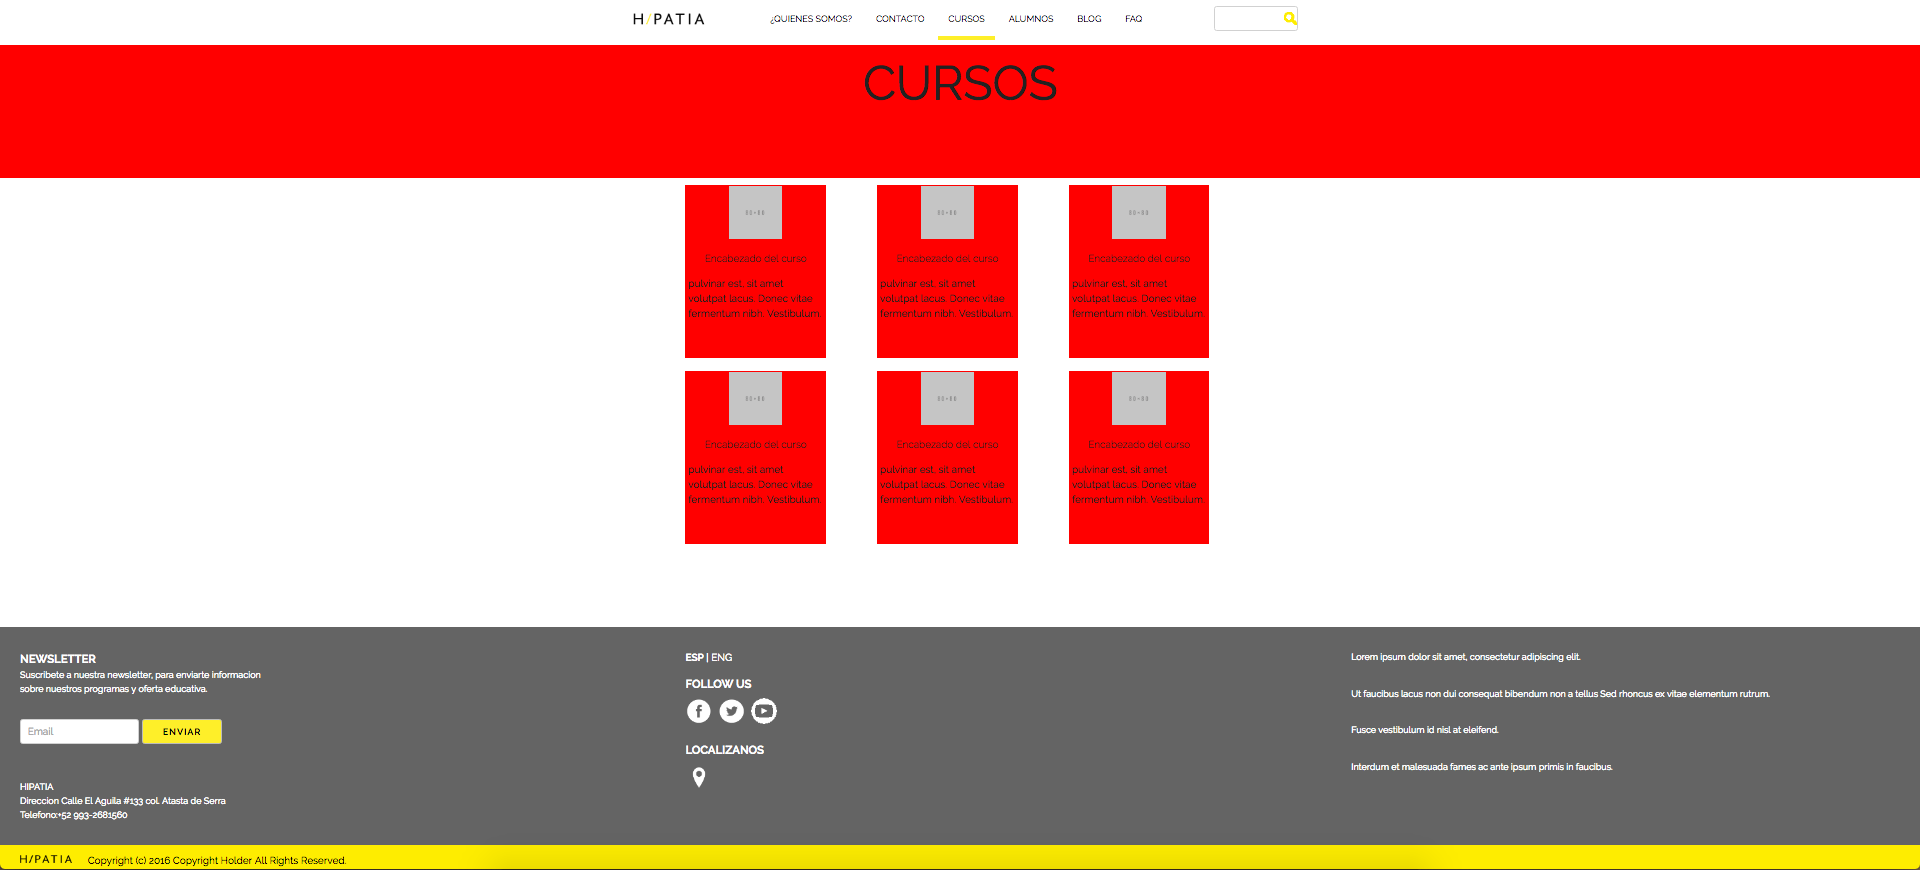 H/PATIA
¿QUIENES SOMOS? CONTACTO CURSOS ALUMNOS BLOG FAQ
CURSOS
Encabezado del curso
pulvinar est, sit amet
volutpat lacus. Donec vitae
fermentum nibh. Vestibulum.
Encabezado del curso
pulvinar est, sit amet
volutpat lacus. Donec vitae
fermentum nibh. Vestibulum.
Encabezado del curso
pulvinar est, sit amet
volutpat lacus. Donec vitae
fermentum nibh. Vestibulum.
Encabezado del curso
pulvinar est, sit amet
volutpat lacus. Donec vitae
fermentum nibh. Vestibulum.
Encabezado del curso
pulvinar est, sit amet
volutpat lacus. Donec vitae
fermentum nibh. Vestibulum.
Encabezado del curso
pulvinar est, sit amet
volutpat lacus. Donec vitae
fermentum nibh. Vestibulum.
NEWSLETTER
Suscribete a nuestra newsletter, para enviarte informacion
sobre nuestros programas y oferta educativa.
Email
ENVIAR
HIPATIA
Direccion Calle El Aguila #133 col. Atasta de Serra
Telefono:+52 993-2681560
ESP | ENG
FOLLOW US
LOCALIZANOS
Lorem ipsum dolor sit amet, consectetur adipiscing elit.
Ut faucibus lacus non dui consequat bibendum non a tellus Sed rhoncus ex vitae elementum rutrum.
Fusce vestibulum id nisl at eleifend.
Interdum et malesuada fames ac ante ipsum primis in faucibus.
H/PATIA
Copyright (c) 2016 Copyright Holder All Rights Reserved.